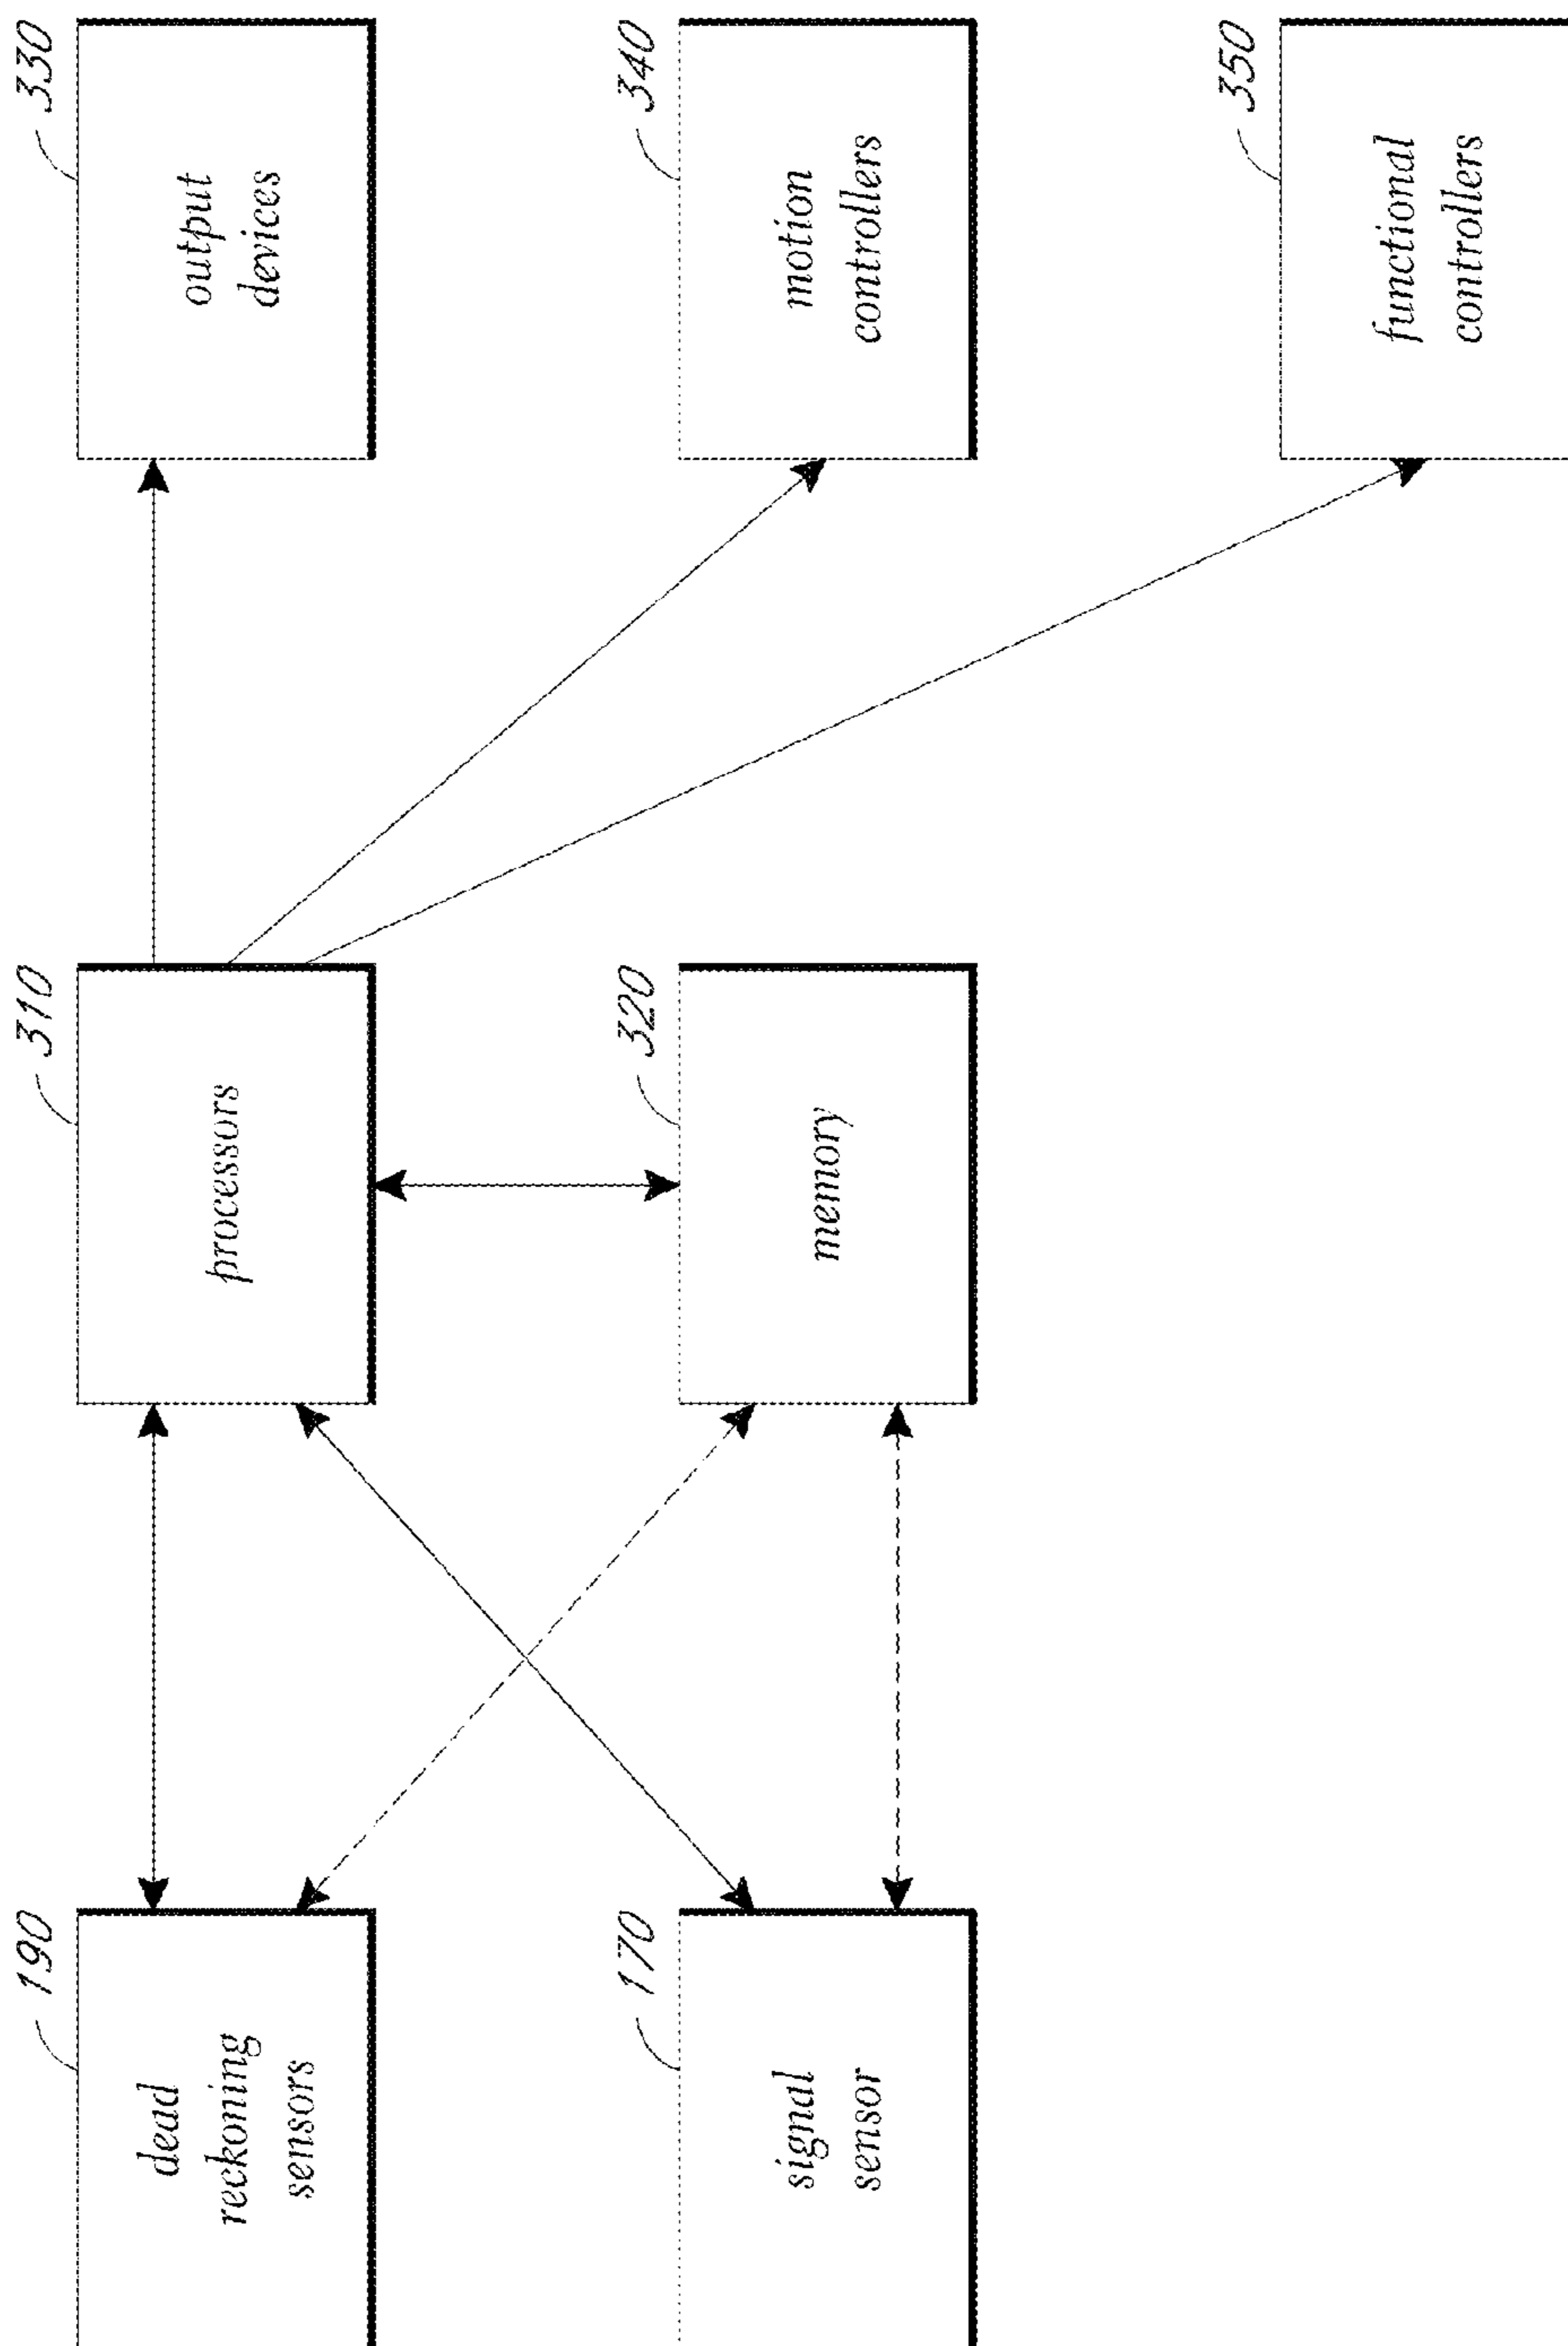 190
dead
reckoning
sensors
310
processors
330
output
devices
170
signal
sensor
320
memory
340
motion
controllers
350
functional
controllers